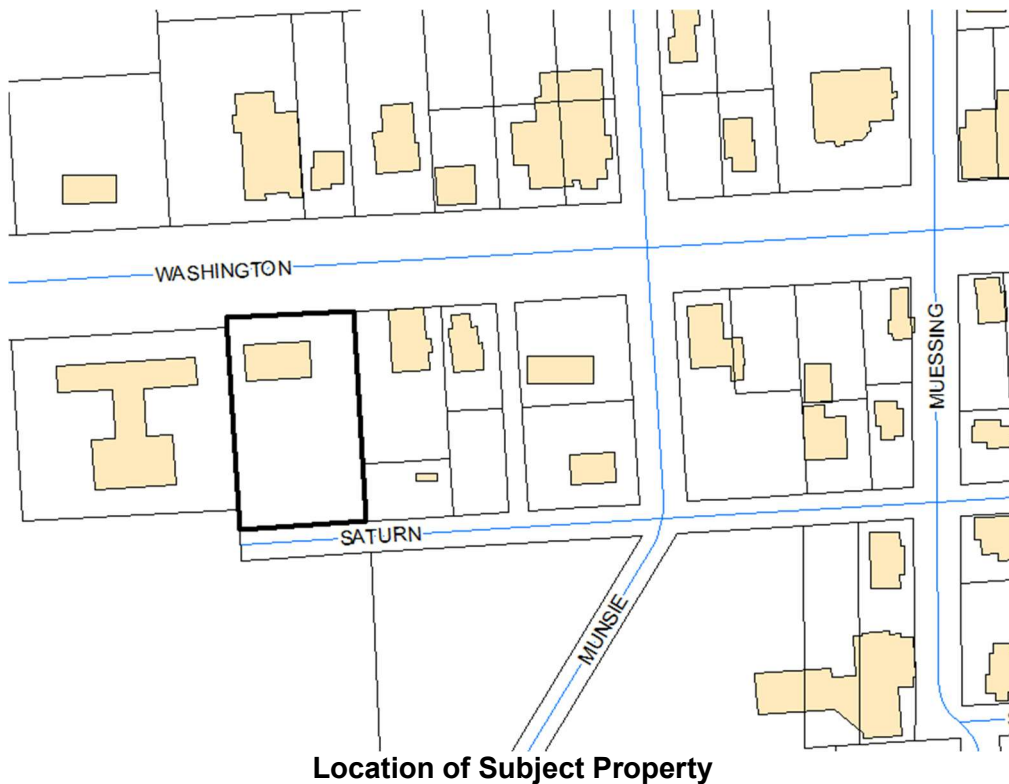 WASHINGTON
MUESSING
SATURN
MUNSIE
Location of Subject Property